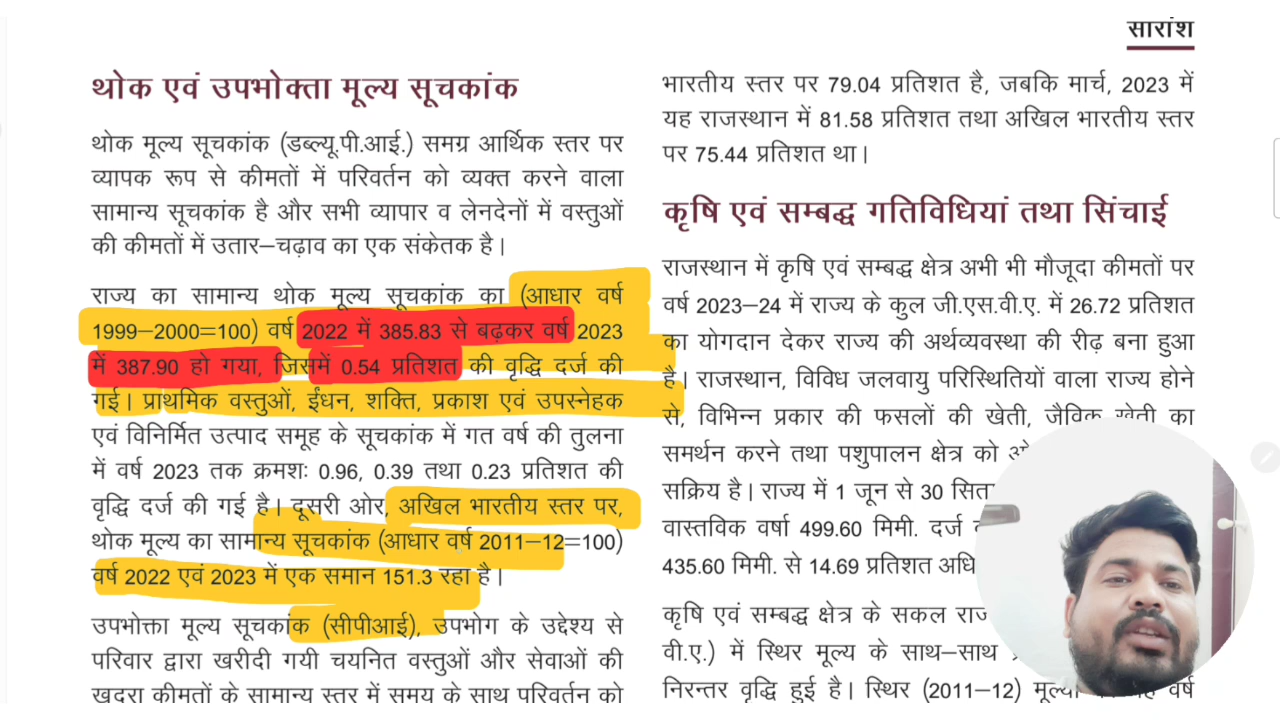 सारांश
थोक एवं उपभोक्ता मूल्य सूचकांक
थोक मूल्य सूचकांक (डब्ल्यू.पी.आई.) समग्र आर्थिक स्तर पर
व्यापक रूप से कीमतों में परिवर्तन को व्यक्त करने वाला
सामान्य सूचकांक है और सभी व्यापार व लेनदेनों में वस्तुओं
की कीमतों में उतार–चढ़ाव का एक संकेतक है।
राज्य का सामान्य थोक मूल्य सूचकांक का (आधार वर्ष
1999–2000=100) वर्ष 2022 में 385.83 से बढ़कर वर्ष 2023
में 387.90 हो गया, जिसमें 0.54 प्रतिशत की वृद्धि दर्ज की
गई। प्राथमिक वस्तुओं, ईंधन, शक्ति, प्रकाश एवं उपस्नेहक
एवं विनिर्मित उत्पाद समूह के सूचकांक में गत वर्ष की तुलना
में वर्ष 2023 तक क्रमशः 0.96, 0.39 तथा 0.23 प्रतिशत की
वृद्धि दर्ज की गई है। दूसरी ओर, अखिल भारतीय स्तर पर,
थोक मूल्य का सामान्य सूचकांक (आधार वर्ष 2011–12=100)
वर्ष 2022 एवं 2023 में एक समान 151.3 रहा है।
उपभोक्ता मूल्य सूचकांक (सीपीआई), उपभोग के उद्देश्य से
परिवार द्वारा खरीदी गयी चयनित वस्तुओं और सेवाओं की
खुदरा कीमतों के सामान्य स्तर में समय के साथ परिवर्तन को
भारतीय स्तर पर 79.04 प्रतिशत है, जबकि मार्च, 2023 में
यह राजस्थान में 81.58 प्रतिशत तथा अखिल भारतीय स्तर
पर 75.44 प्रतिशत था।
कृषि एवं सम्बद्ध गतिविधियां तथा सिंचाई
राजस्थान में कृषि एवं सम्बद्ध क्षेत्र अभी भी मौजूदा कीमतों पर
वर्ष 2023–24 में राज्य के कुल जी.एस.वी.ए. में 26.72 प्रतिशत
का योगदान देकर राज्य की अर्थव्यवस्था की रीढ़ बना हुआ
है। राजस्थान, विविध जलवायु परिस्थितियों वाला राज्य होने
से, विभिन्न प्रकार की फसलों की खेती, जैविक खेती का
समर्थन करने तथा पशुपालन क्षेत्र को
सक्रिय है। राज्य में 1 जून से 30
वास्तविक वर्षा 499.60 मिमी. दर्ज
435.60 मिमी. से 14.69 प्रतिशत
कृषि एवं सम्बद्ध क्षेत्र के सकल
वी.ए.) में स्थिर मूल्य के साथ–साथ
निरन्तर वृद्धि हुई है। स्थिर (2011–12) वर्ष